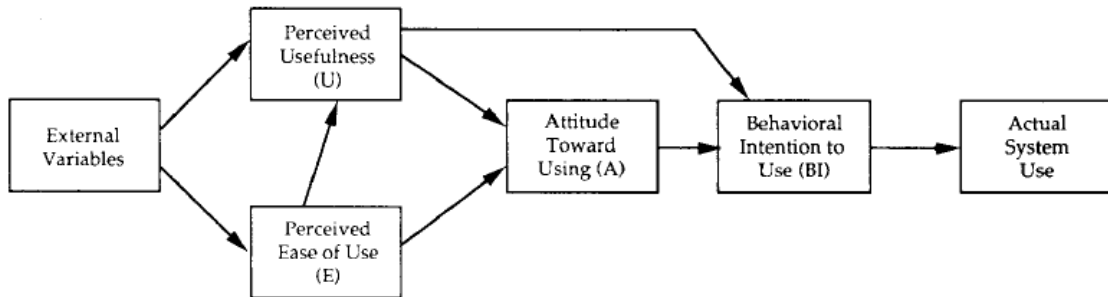 Perceived
Usefulness
(U)
External
Variables
Attitude
Toward
Using (A)
Behavioral
Intention to
Use (BI)
Actual
System
Use
Perceived
Ease of Use
(E)